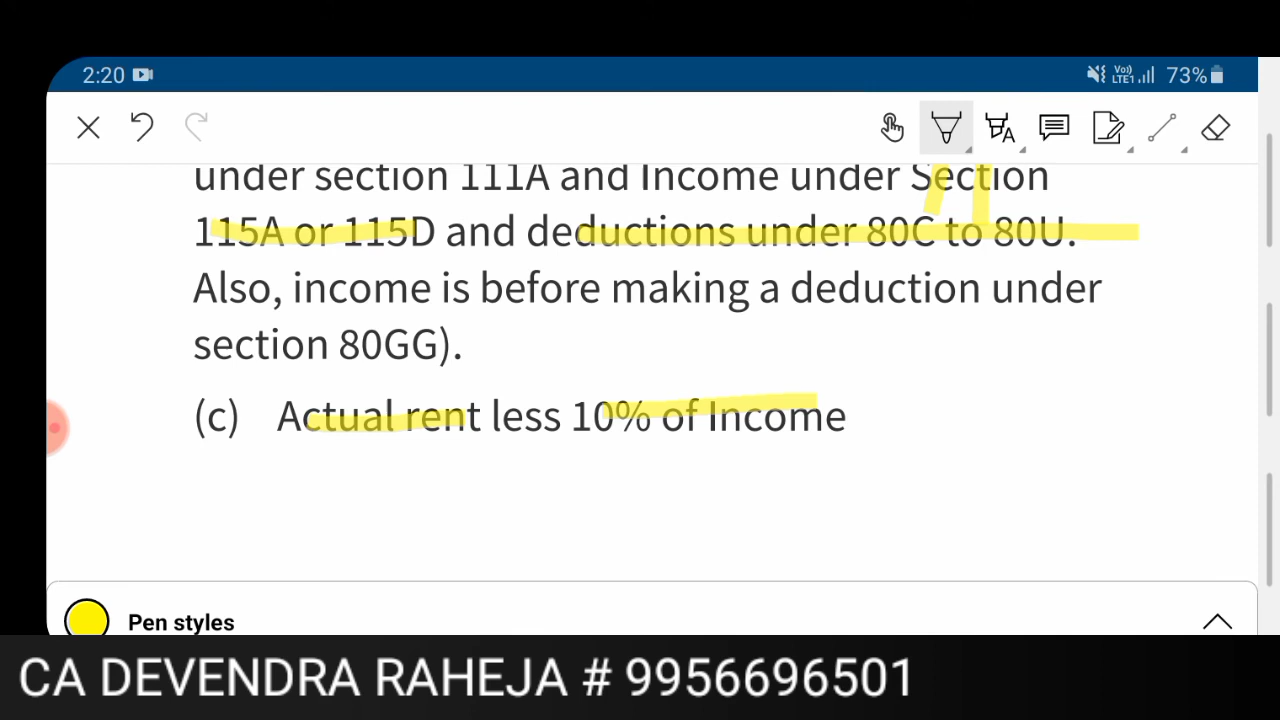 2:20
Vo)) LTE1 73%
under section 111A and Income under Section
115A or 115D and deductions under 80C to 80U.
Also, income is before making a deduction under
section 80GG).
(c) Actual rent less 10% of Income
Pen styles
CA DEVENDRA RAHEJA # 9956696501